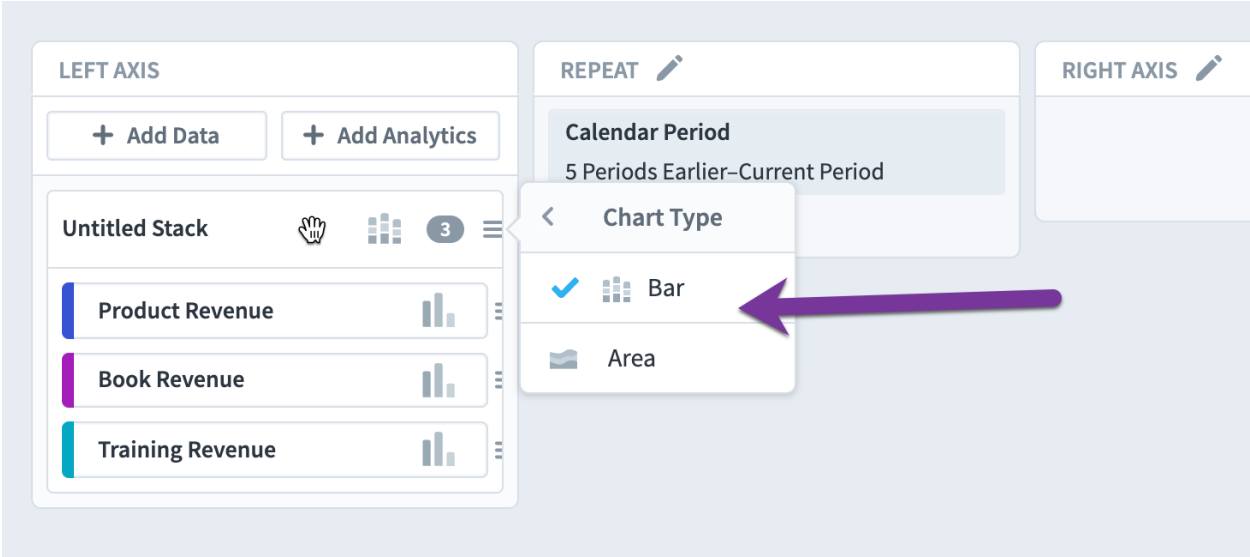 LEFT AXIS
Add Data
Add Analytics
Untitled Stack
3
Product Revenue
Book Revenue
Training Revenue
REPEAT
Calendar Period
5 Periods Earlier–Current Period
Chart Type
Bar
Area
RIGHT AXIS